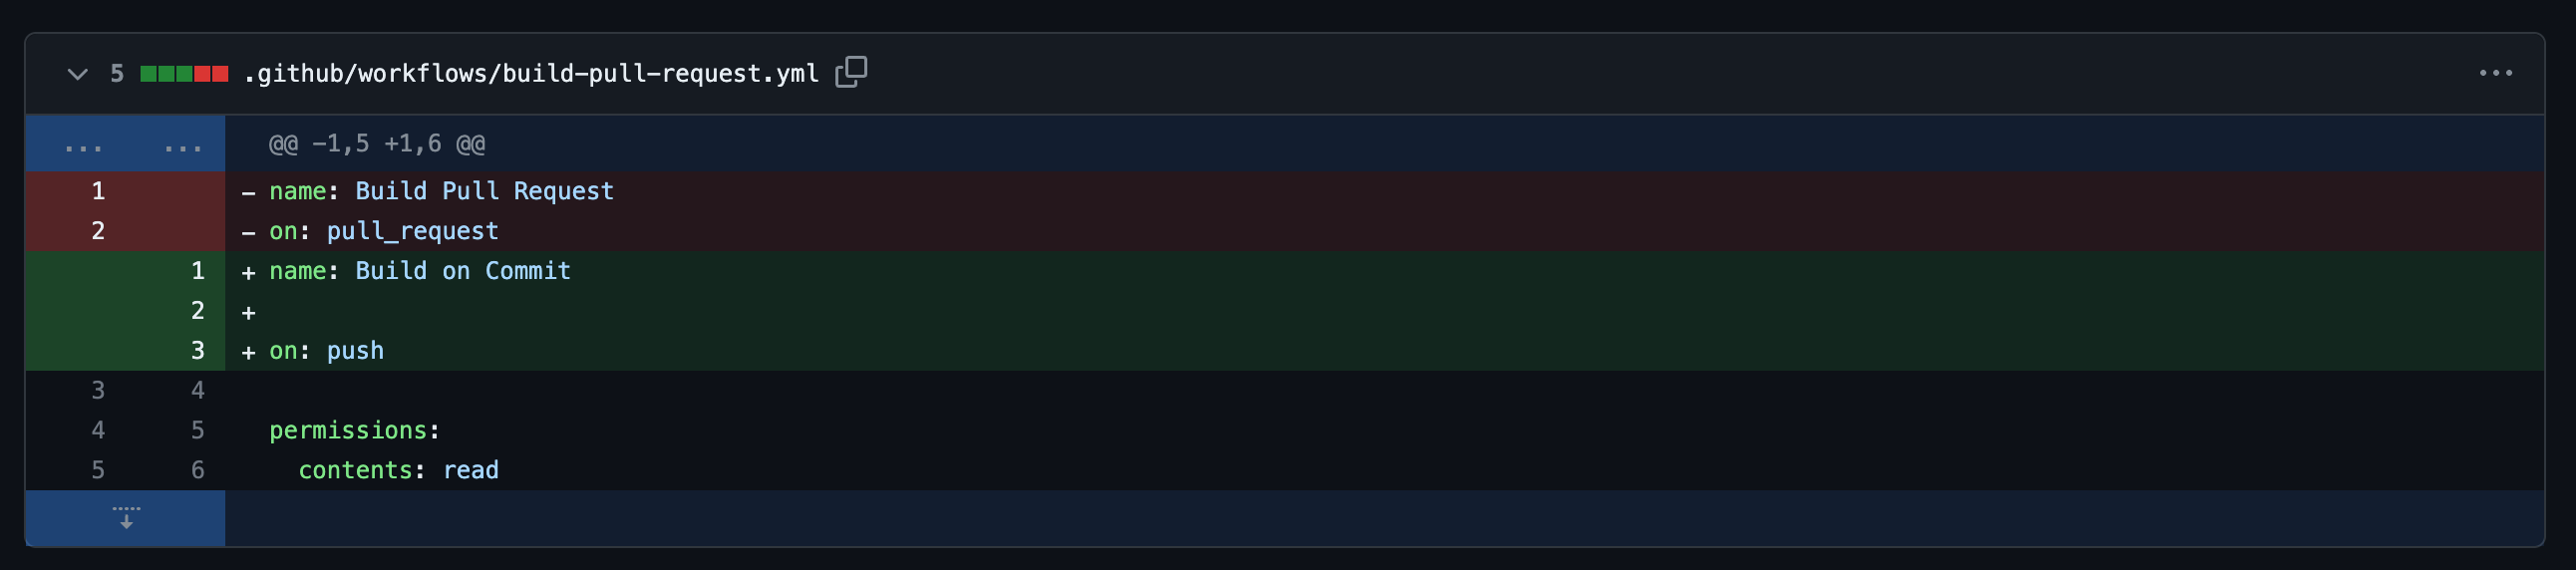 5 .github/workflows/build-pull-request.yml
... ... @@ -1,5 +1,6 @@
1 - name: Build Pull Request
2 - on: pull_request
1 + name: Build on Commit
2 +
3 + on: push
3 4
4 5 permissions:
5 6 contents: read